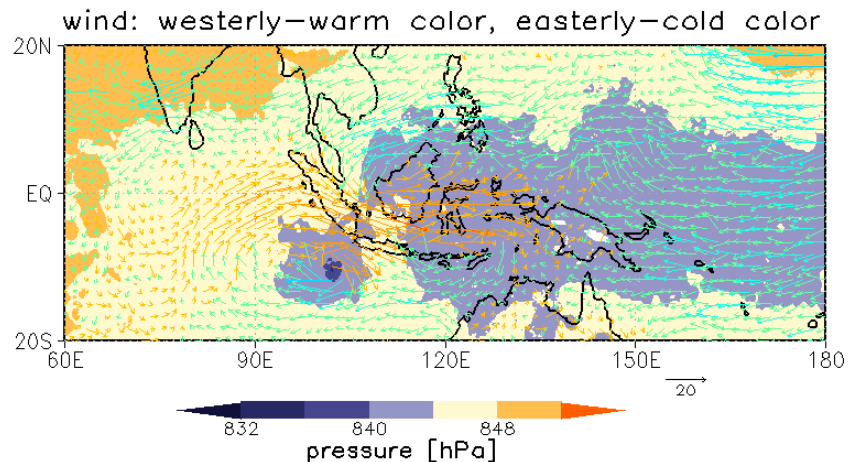 wind: westerly-warm color, easterly-cold color
20N
EQ
20S
60E 90E 120E 150E 180
20
832 840 848
pressure [hPa]